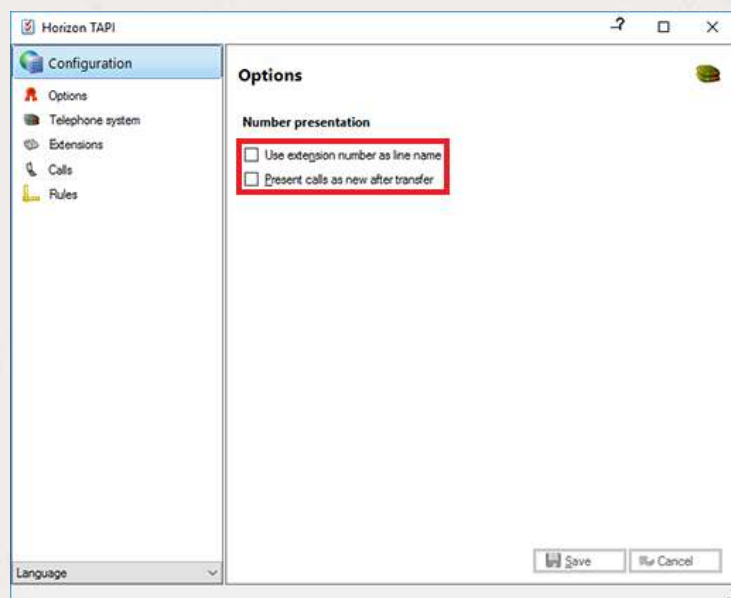 Horizon TAPI
Configuration
Options
Telephone system
Extensions
Calls
Rules
Language
Options
Number presentation
Use extension number as line name
Present calls as new after transfer
Save
Cancel